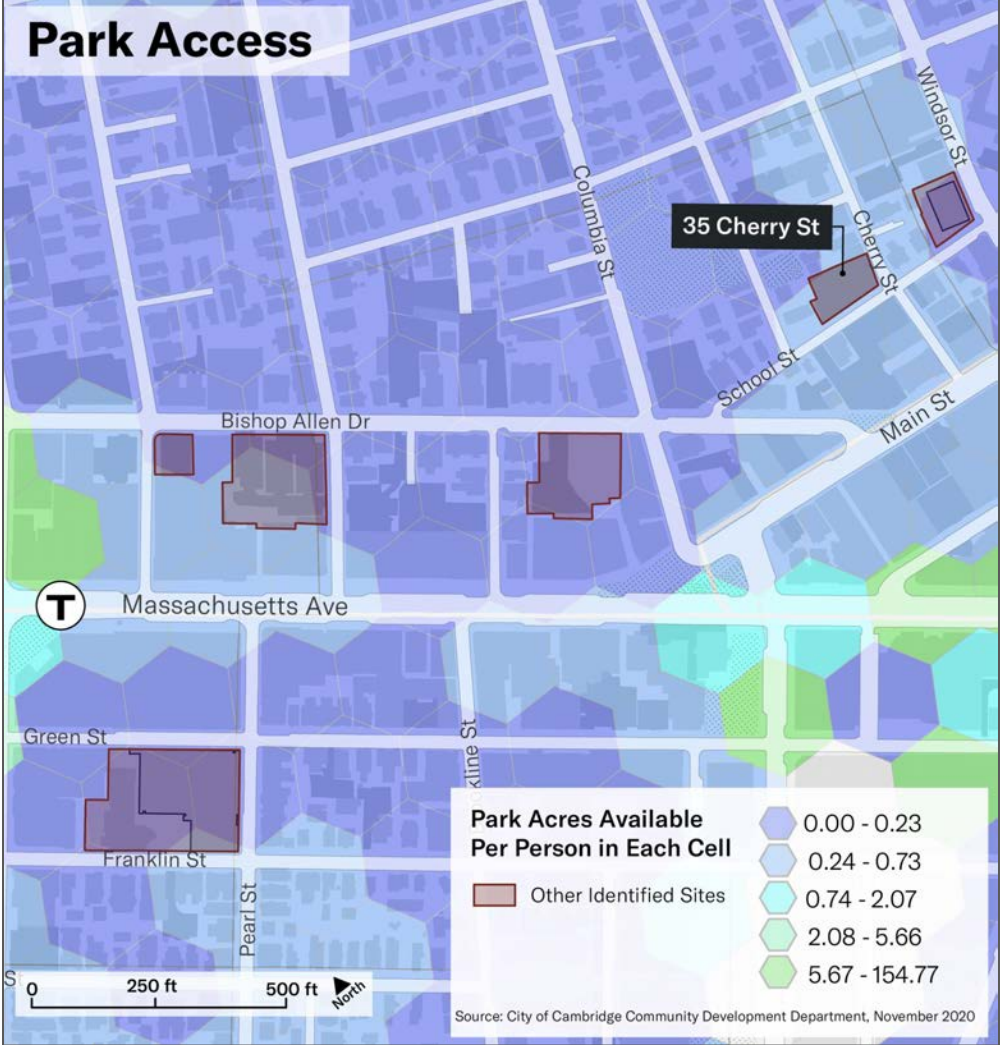 Park Access
Windsor St
Columbia St
35 Cherry St
Cherry St
School St
Main St
Bishop Allen Dr
T
Massachusetts Ave
Green St
Franklin St
Pearl St
St
0
250 ft
500 ft
North
Park Acres Available
Per Person in Each Cell
Other Identified Sites
0.00 - 0.23
0.24 - 0.73
0.74 - 2.07
2.08 - 5.66
5.67 - 154.77
Source: City of Cambridge Community Development Department, November 2020